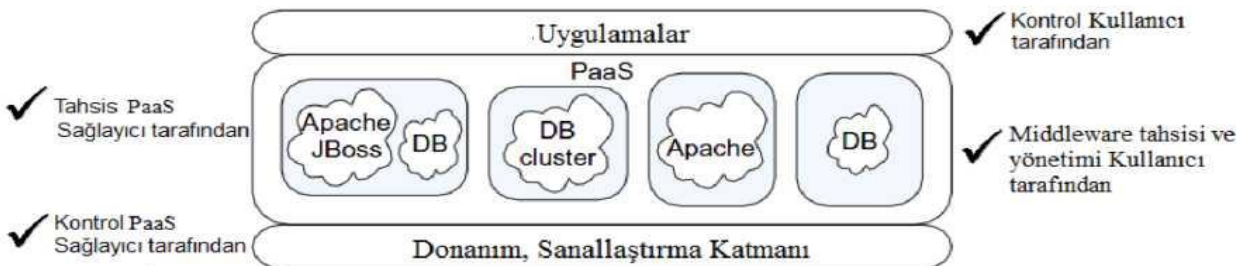 Uygulamalar
Kontrol Kullanıcı
tarafından
PaaS
Tahsis PaaS
Sağlayıcı tarafından
Apache
JBoss
DB
DB
cluster
Apache
DB
Middleware tahsisi ve
yönetimi Kullanıcı
tarafından
Kontrol PaaS
Sağlayıcı tarafından
Donanım, Sanallaştırma Katmanı